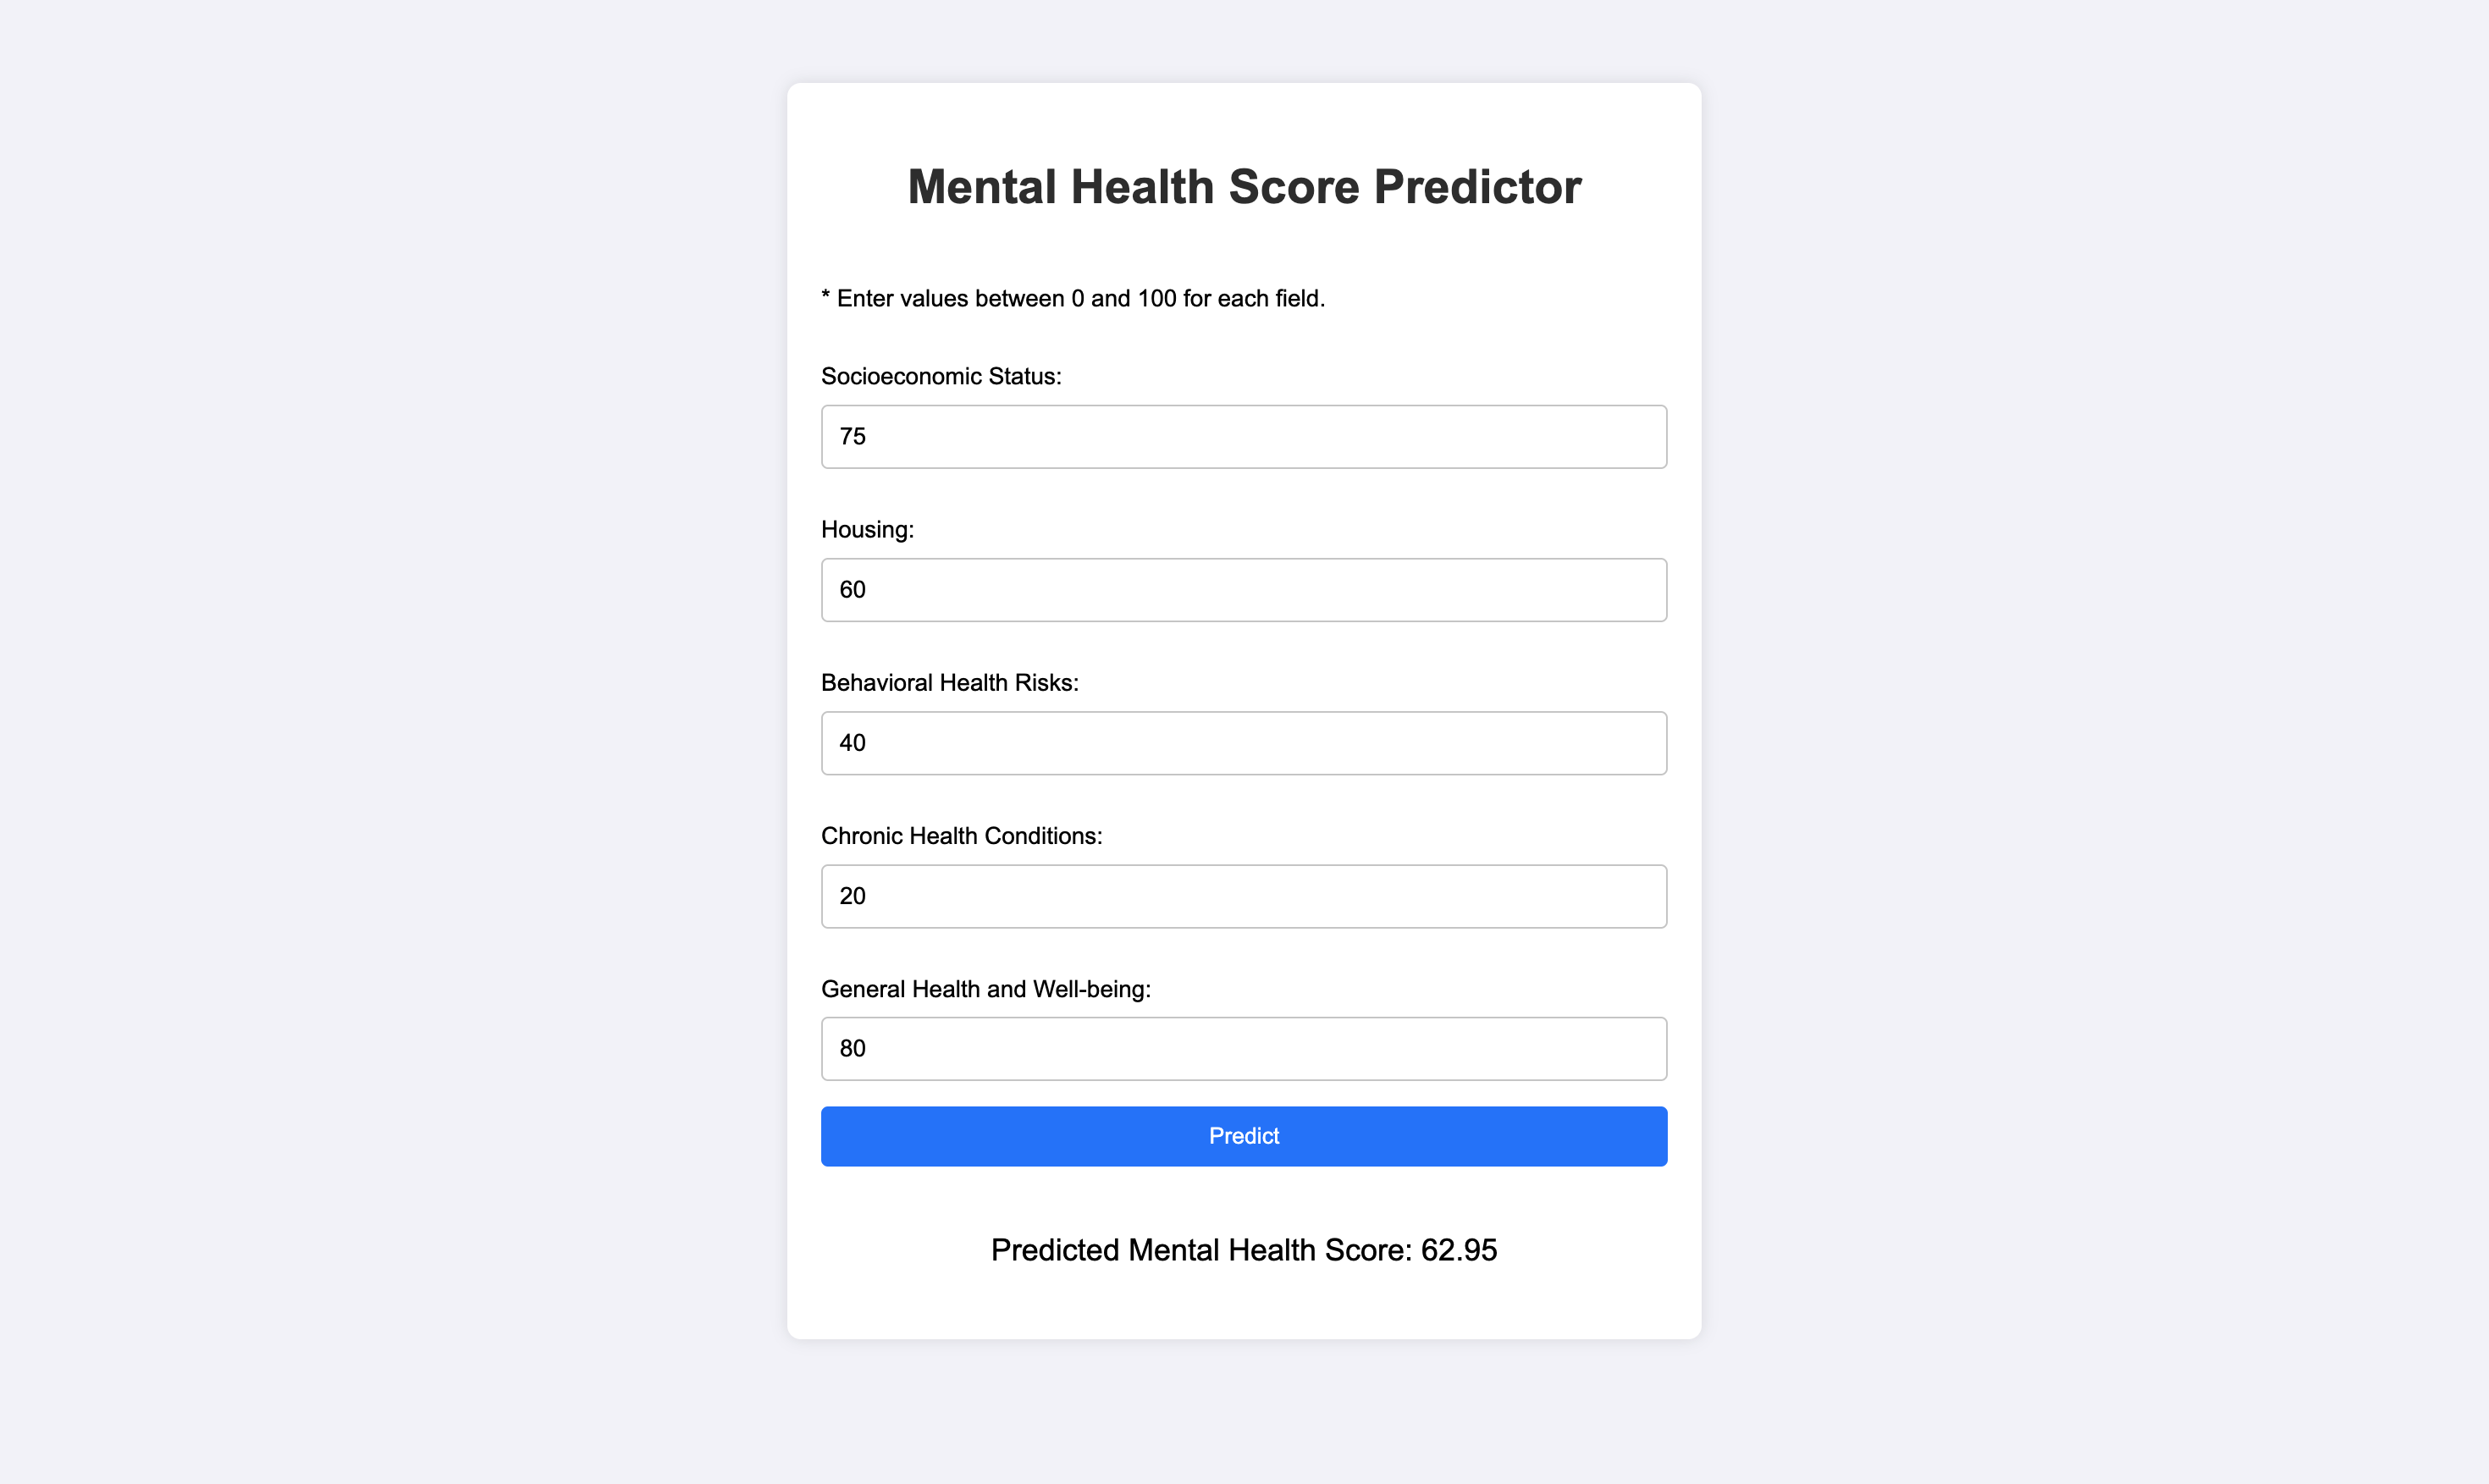 Mental Health Score Predictor
* Enter values between 0 and 100 for each field.
Socioeconomic Status:
75
Housing:
60
Behavioral Health Risks:
40
Chronic Health Conditions:
20
General Health and Well-being:
80
Predict
Predicted Mental Health Score: 62.95